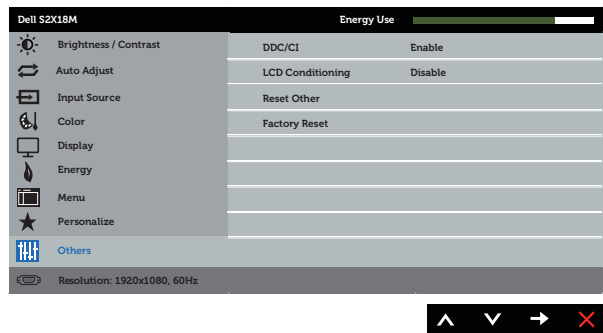 Dell S2X18M Energy Use
Brightness / Contrast DDC/CI Enable
Auto Adjust LCD Conditioning Disable
Input Source Reset Other
Color Factory Reset
Display
Energy
Menu
Personalize
Others
Resolution: 1920x1080, 60Hz